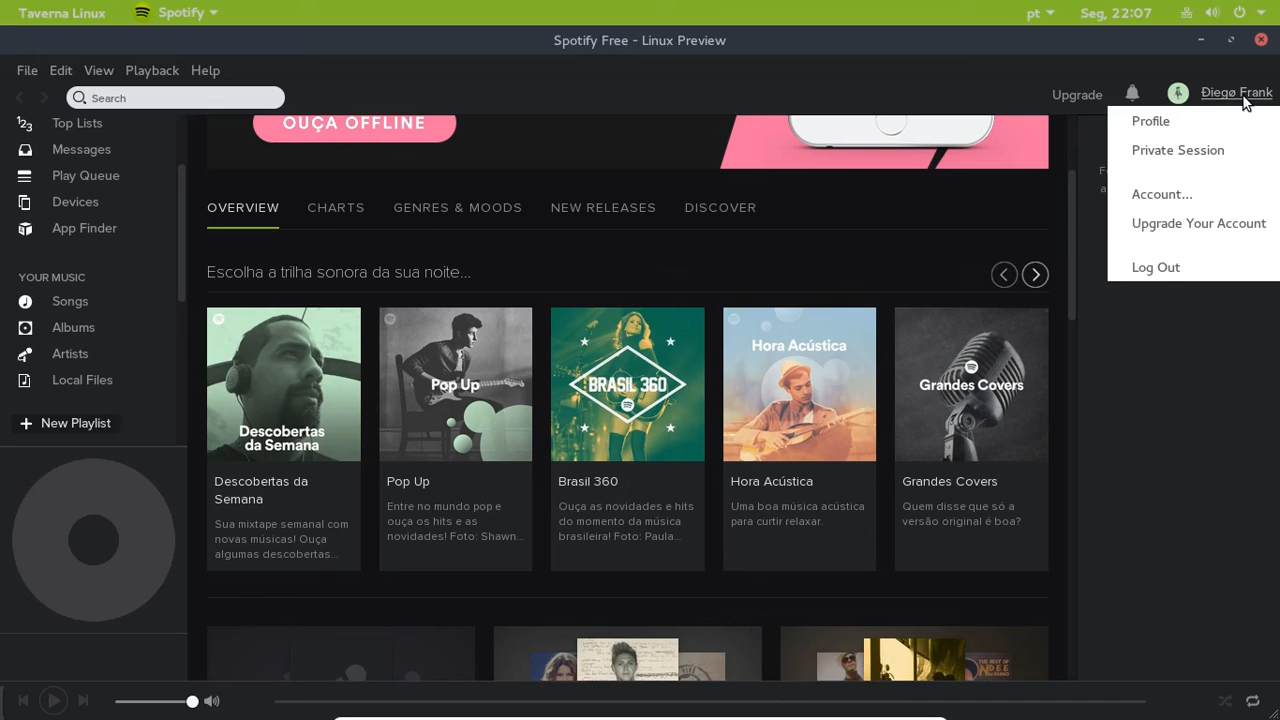 Taverna Linux
Spotify
pt
Seg, 22:07
Spotify Free - Linux Preview
File Edit View Playback Help
Search
Upgrade
Điegø Frank
Profile
Private Session
Account...
Upgrade Your Account
Log Out
Top Lists
Messages
Play Queue
Devices
App Finder
YOUR MUSIC
Songs
Albums
Artists
Local Files
New Playlist
OUÇA OFFLINE
OVERVIEW CHARTS GENRES & MOODS NEW RELEASES DISCOVER
Escolha a trilha sonora da sua noite...
Descobertas
da Semana
Descobertas da
Semana
Sua mixtape semanal com
novas músicas! Ouça
algumas descobertas...
Pop Up
Pop Up
Entre no mundo pop e
ouça os hits e as
novidades! Foto: Shawn...
BRASIL 360
Brasil 360
Ouça as novidades e hits
do momento da música
brasileira! Foto: Paula...
Hora Acústica
Hora Acústica
Uma boa música acústica
para curtir relaxar.
Grandes Covers
Grandes Covers
Quem disse que só a
versão original é boa?